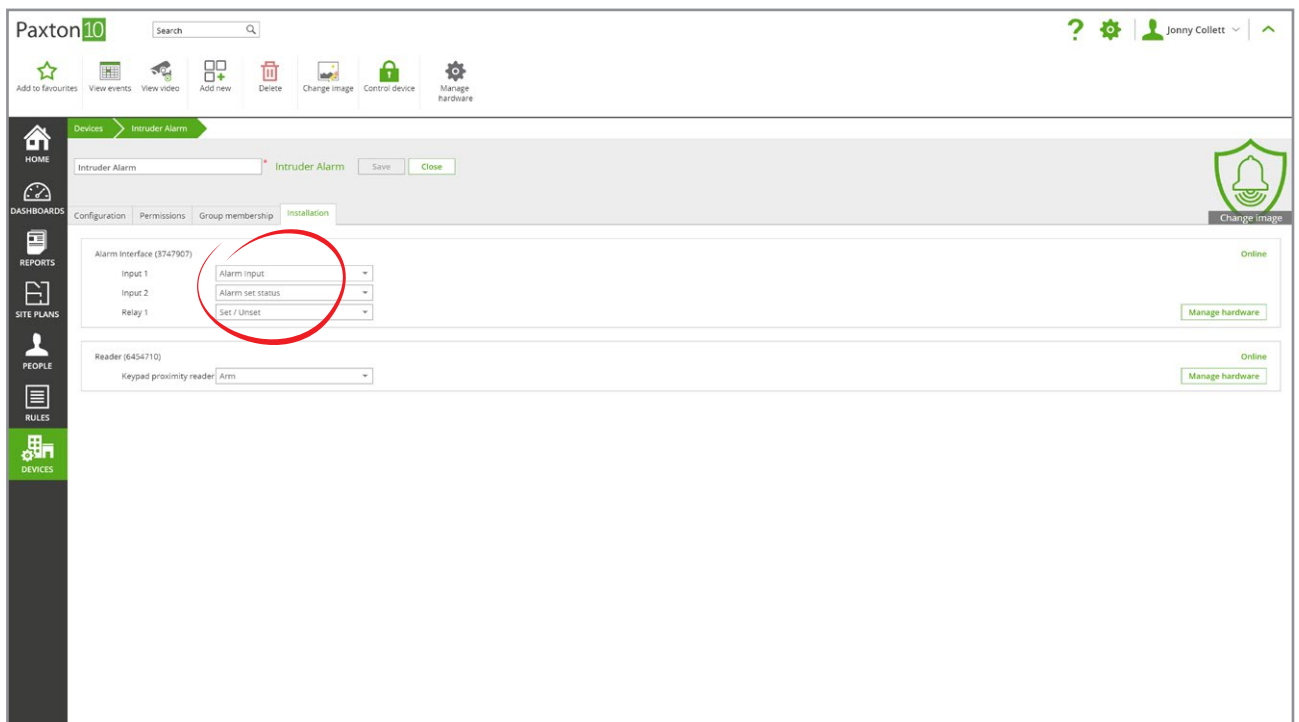 Paxton 10
Search
Jonny Collett
Add to favourites
View events
View video
Add new
Delete
Change image
Control device
Manage hardware
HOME
DASHBOARDS
REPORTS
SITE PLANS
PEOPLE
RULES
DEVICES
Devices
Intruder Alarm
Intruder Alarm * Intruder Alarm Save Close
Change image
Configuration Permissions Group membership Installation
Alarm Interface (3747907) Online
Input 1 Alarm Input
Input 2 Alarm set status
Relay 1 Set / Unset Manage hardware
Reader (6454710) Online
Keypad proximity reader Arm Manage hardware